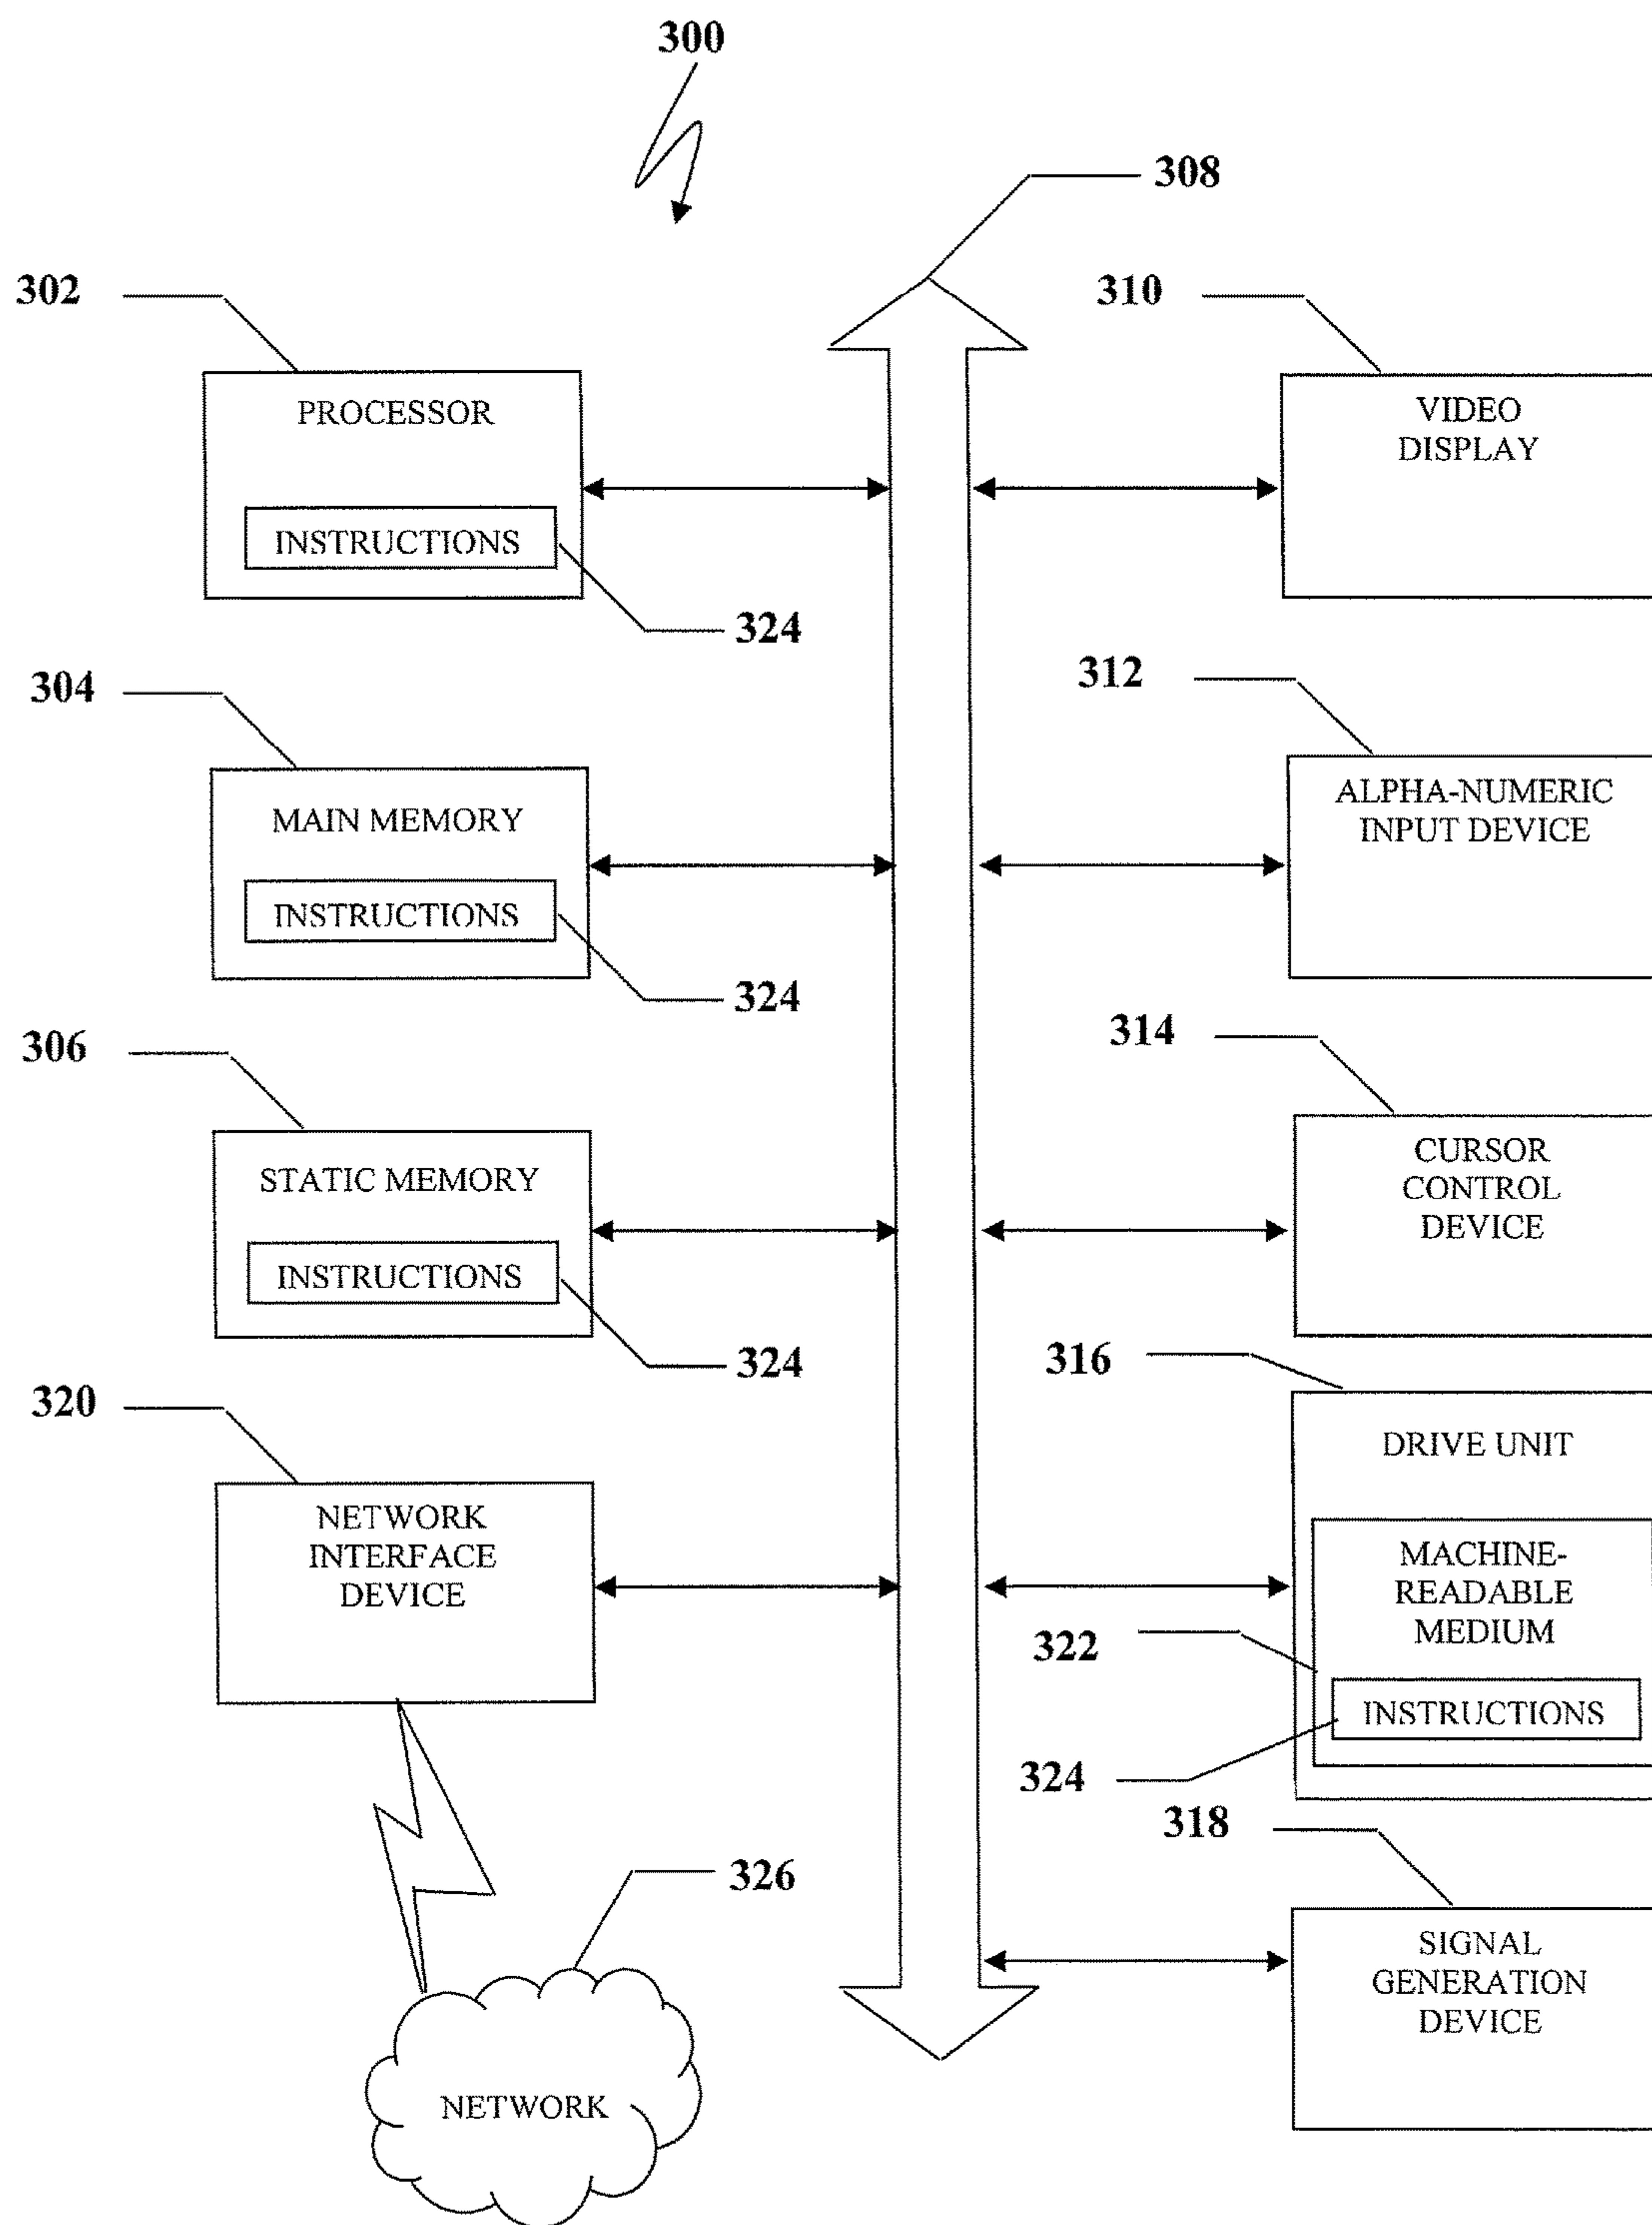 300
308
302
310
PROCESSOR
INSTRUCTIONS
324
VIDEO
DISPLAY
304
312
MAIN MEMORY
INSTRUCTIONS
324
ALPHA-NUMERIC
INPUT DEVICE
306
314
STATIC MEMORY
INSTRUCTIONS
324
CURSOR
CONTROL
DEVICE
320
316
NETWORK
INTERFACE
DEVICE
DRIVE UNIT
MACHINE-
READABLE
MEDIUM
322
INSTRUCTIONS
324
318
326
SIGNAL
GENERATION
DEVICE
NETWORK